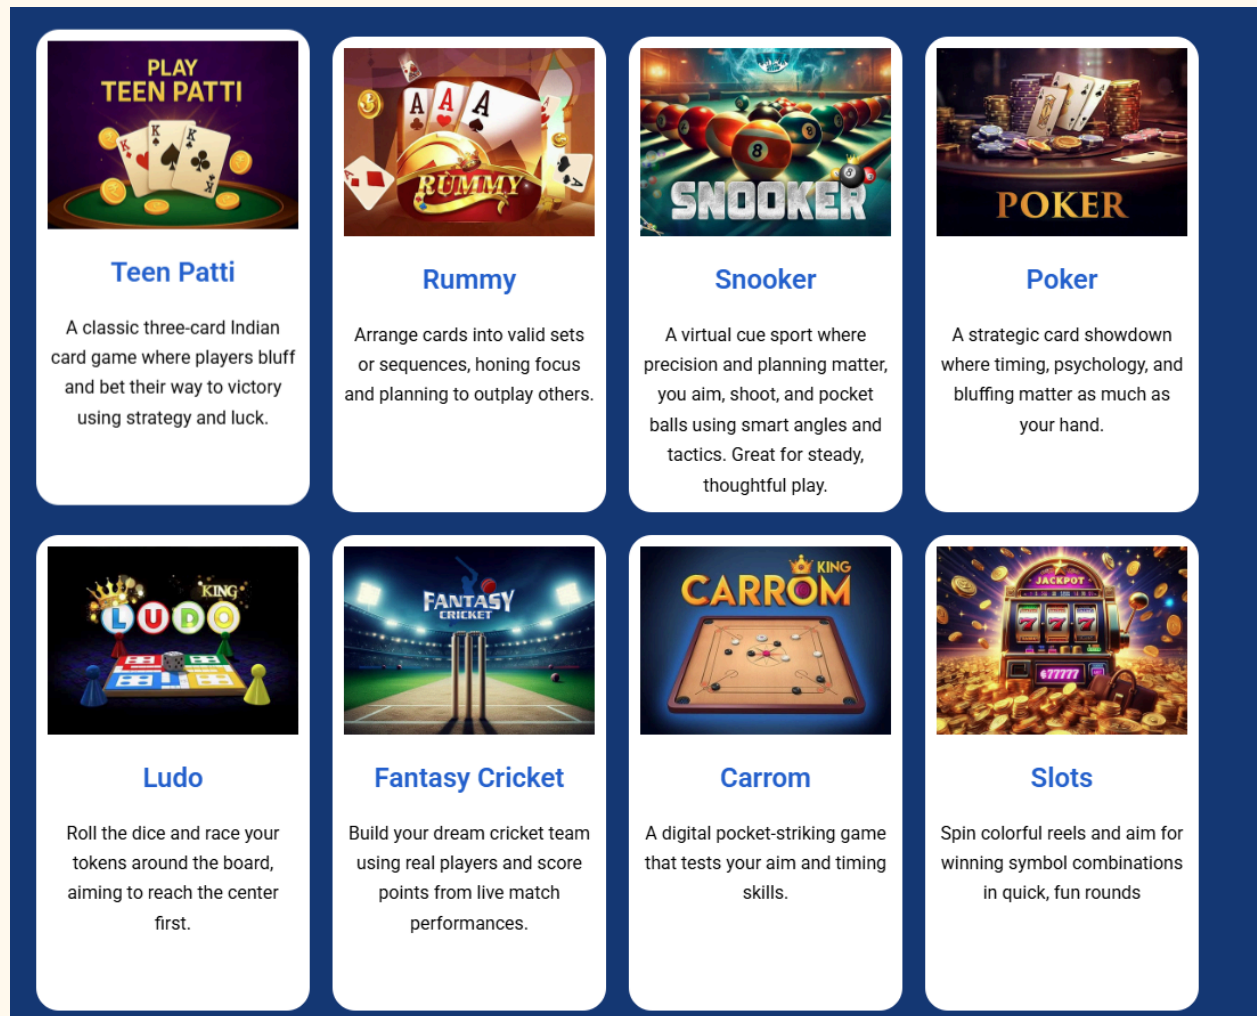 PLAY
TEEN PATTI
Teen Patti
A classic three-card Indian
card game where players bluff
and bet their way to victory
using strategy and luck.
RUMMY
Rummy
Arrange cards into valid sets
or sequences, honing focus
and planning to outplay others.
SNOOKER
Snooker
A virtual cue sport where
precision and planning matter,
you aim, shoot, and pocket
balls using smart angles and
tactics. Great for steady,
thoughtful play.
POKER
Poker
A strategic card showdown
where timing, psychology, and
bluffing matter as much as
your hand.
KING
LUDO
Ludo
Roll the dice and race your
tokens around the board,
aiming to reach the center
first.
FANTASY
CRICKET
Fantasy Cricket
Build your dream cricket team
using real players and score
points from live match
performances.
KING
CARROM
Carrom
A digital pocket-striking game
that tests your aim and timing
skills.
JACKPOT
7 7 7
$77777
Slots
Spin colorful reels and aim for
winning symbol combinations
in quick, fun rounds